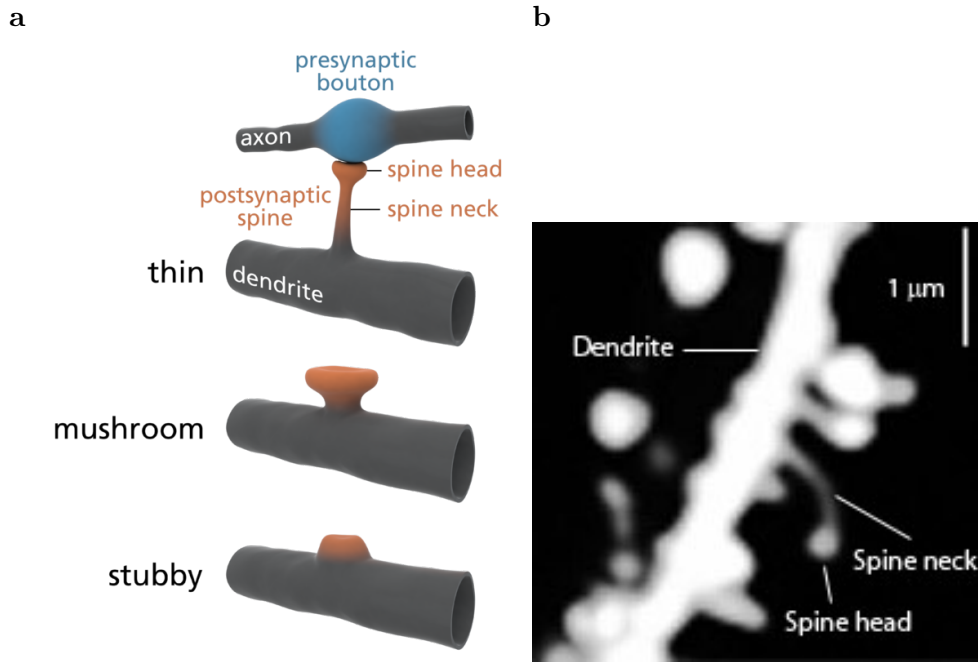 a
presynaptic
bouton
axon
spine head
postsynaptic
spine
spine neck
thin
dendrite
mushroom
stubby
b
1 μm
Dendrite
Spine neck
Spine head